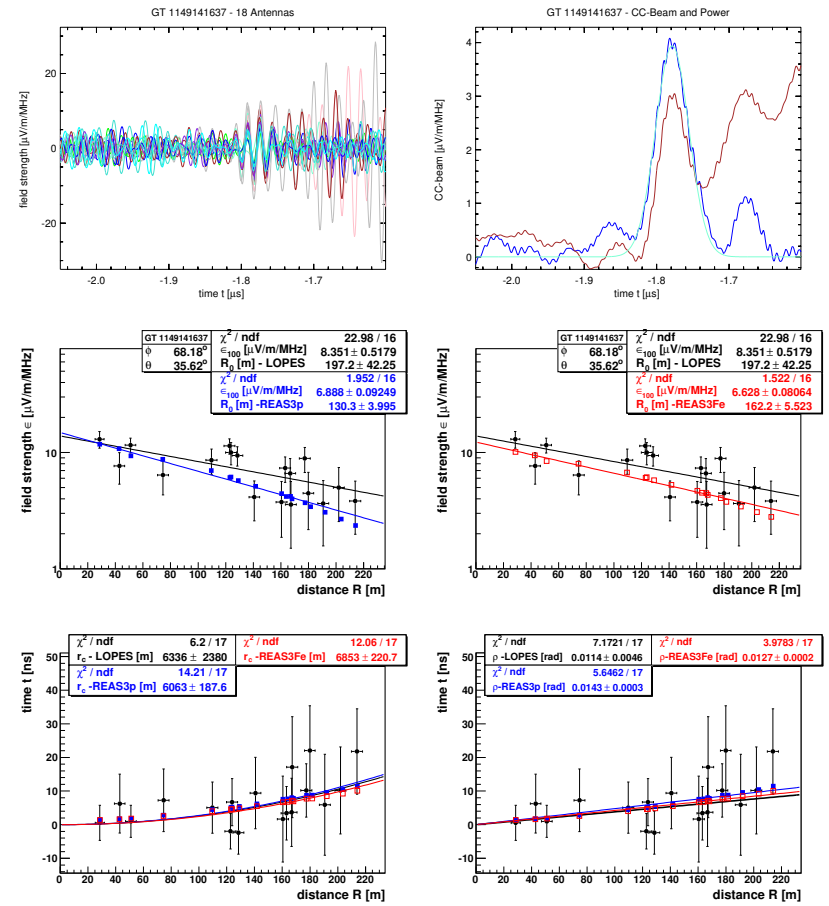 GT 1149141637 - 18 Antennas
field strength [μV/m/MHz]
20
0
-20
-2.0 -1.9 -1.8 -1.7
time t [μs]
GT 1149141637 - CC-Beam and Power
CC-beam [μV/m/MHz]
4
3
2
1
0
-2.0 -1.9 -1.8 -1.7
time t [μs]
GT 1149141637
ϕ 68.18°
θ 35.62°
χ² / ndf 22.98 / 16
ϵ₁₀₀ [μV/m/MHz] 8.351 ± 0.5179
R₀ [m] - LOPES 197.2 ± 42.25
χ² / ndf 1.952 / 16
ϵ₁₀₀ [μV/m/MHz] 6.888 ± 0.09249
R₀ [m] -REAS3p 130.3 ± 3.995
field strength ϵ [μV/m/MHz]
10
1
0 20 40 60 80 100 120 140 160 180 200 220
distance R [m]
GT 1149141637
ϕ 68.18°
θ 35.62°
χ² / ndf 22.98 / 16
ϵ₁₀₀ [μV/m/MHz] 8.351 ± 0.5179
R₀ [m] - LOPES 197.2 ± 42.25
χ² / ndf 1.522 / 16
ϵ₁₀₀ [μV/m/MHz] 6.628 ± 0.08064
R₀ [m] -REAS3Fe 162.2 ± 5.523
field strength ϵ [μV/m/MHz]
10
1
0 20 40 60 80 100 120 140 160 180 200 220
distance R [m]
χ² / ndf 6.2 / 17
r_c - LOPES [m] 6336 ± 2380
χ² / ndf 12.06 / 17
r_c -REAS3Fe [m] 6853 ± 220.7
χ² / ndf 14.21 / 17
r_c -REAS3p [m] 6063 ± 187.6
time t [ns]
50
40
30
20
10
0
-10
0 20 40 60 80 100 120 140 160 180 200 220
distance R [m]
χ² / ndf 7.1721 / 17
ρ -LOPES [rad] 0.0114 ± 0.0046
χ² / ndf 3.9783 / 17
ρ-REAS3Fe [rad] 0.0127 ± 0.0002
χ² / ndf 5.6462 / 17
ρ-REAS3p [rad] 0.0143 ± 0.0003
time t [ns]
50
40
30
20
10
0
-10
0 20 40 60 80 100 120 140 160 180 200 220
distance R [m]